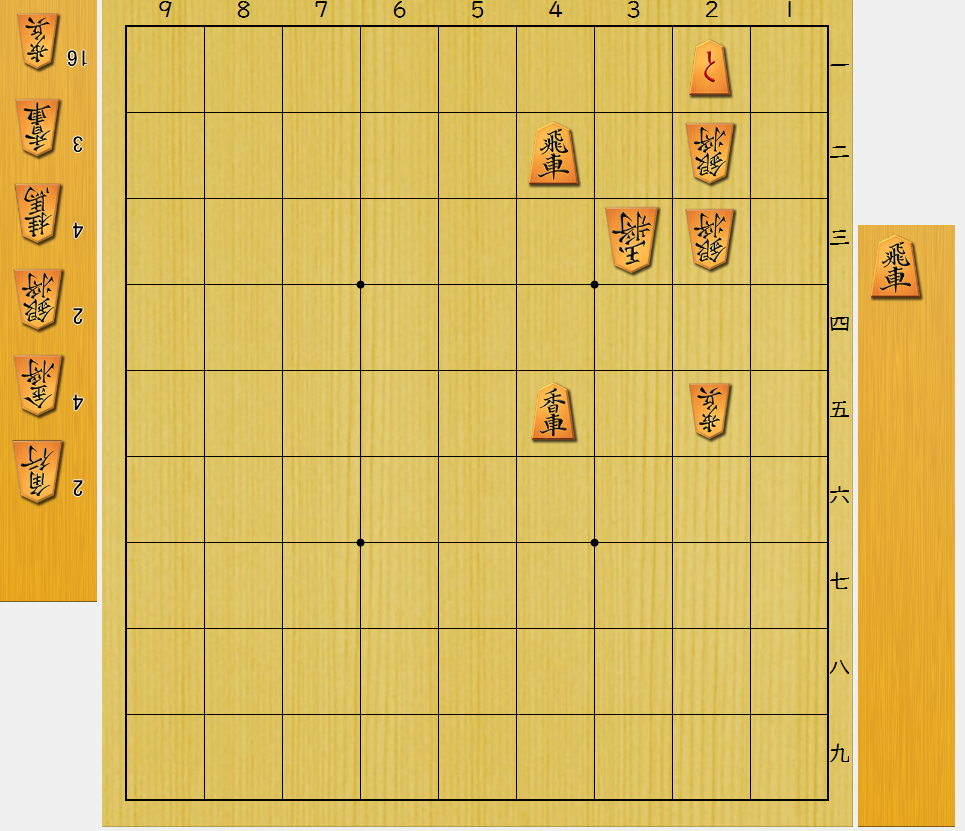 9 8 7 6 5 4 3 2 1
と 一
飛車 銀将 二
玉将 銀将 三
四
香車 歩兵 五
六
七
八
九
歩兵 16
香車 3
桂馬 4
銀将 2
金将 4
角行 2
飛車